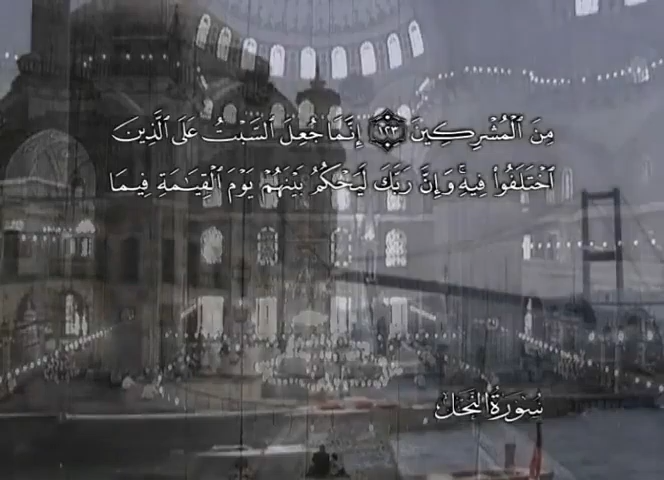 مِنَ ٱلْمُشْرِكِينَ ١٢٣ إِنَّمَا جُعِلَ ٱلسَّبْتُ عَلَى ٱلَّذِينَ
ٱخْتَلَفُوا۟ فِيهِ ۚ وَإِنَّ رَبَّكَ لَيَحْكُمُ بَيْنَهُمْ يَوْمَ ٱلْقِيَـٰمَةِ فِيمَا
سُورَةُ النَّحْلِ